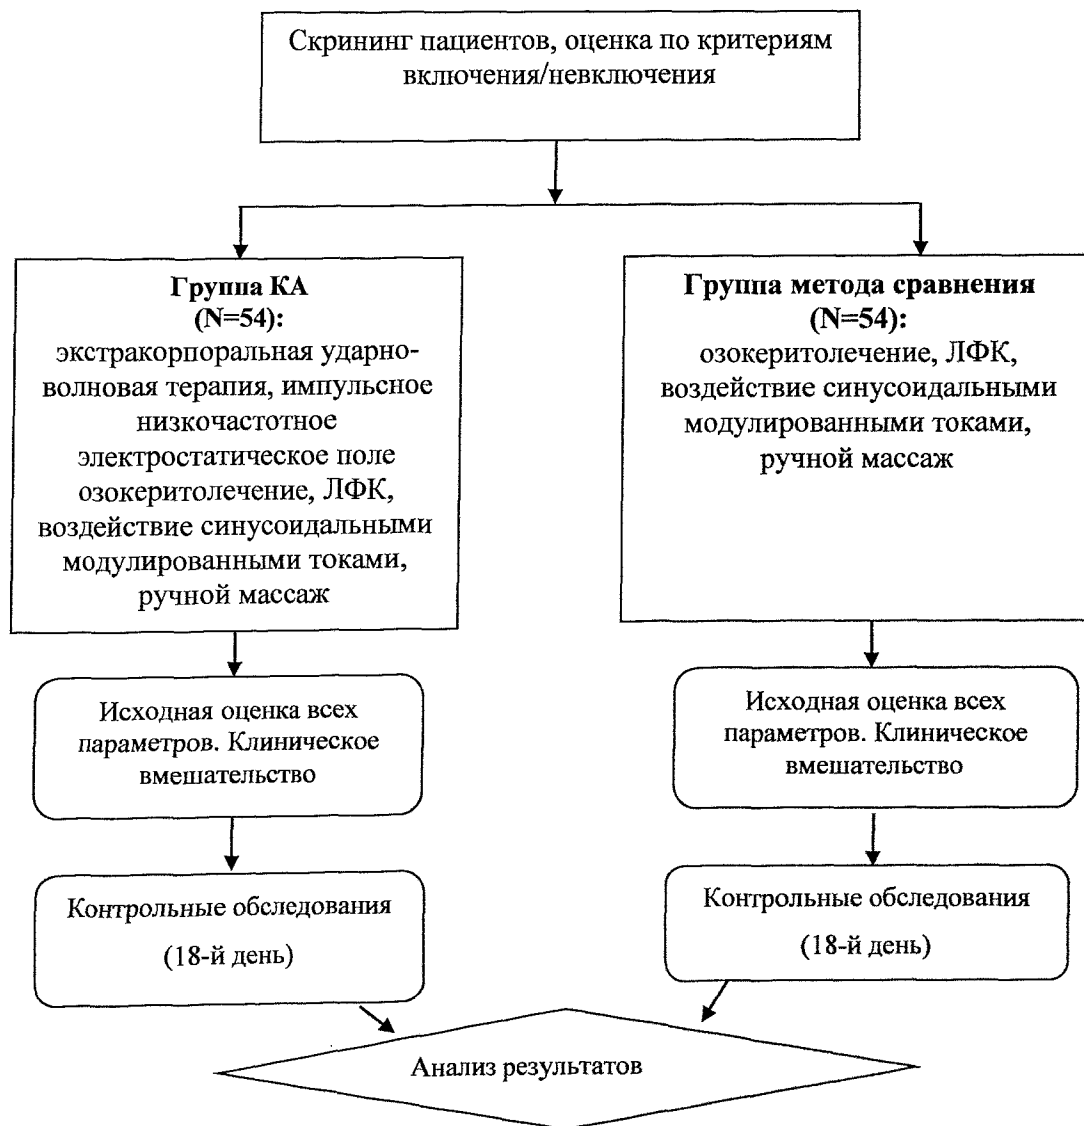 Скрининг пациентов, оценка по критериям
включения/невключения
Группа КА
(N=54):
экстракорпоральная ударно-
волновая терапия, импульсное
низкочастотное
электростатическое поле
озокеритолечение, ЛФК,
воздействие синусоидальными
модулированными токами,
ручной массаж
Группа метода сравнения
(N=54):
озокеритолечение, ЛФК,
воздействие синусоидальными
модулированными токами,
ручной массаж
Исходная оценка всех
параметров. Клиническое
вмешательство
Исходная оценка всех
параметров. Клиническое
вмешательство
Контрольные обследования
(18-й день)
Контрольные обследования
(18-й день)
Анализ результатов